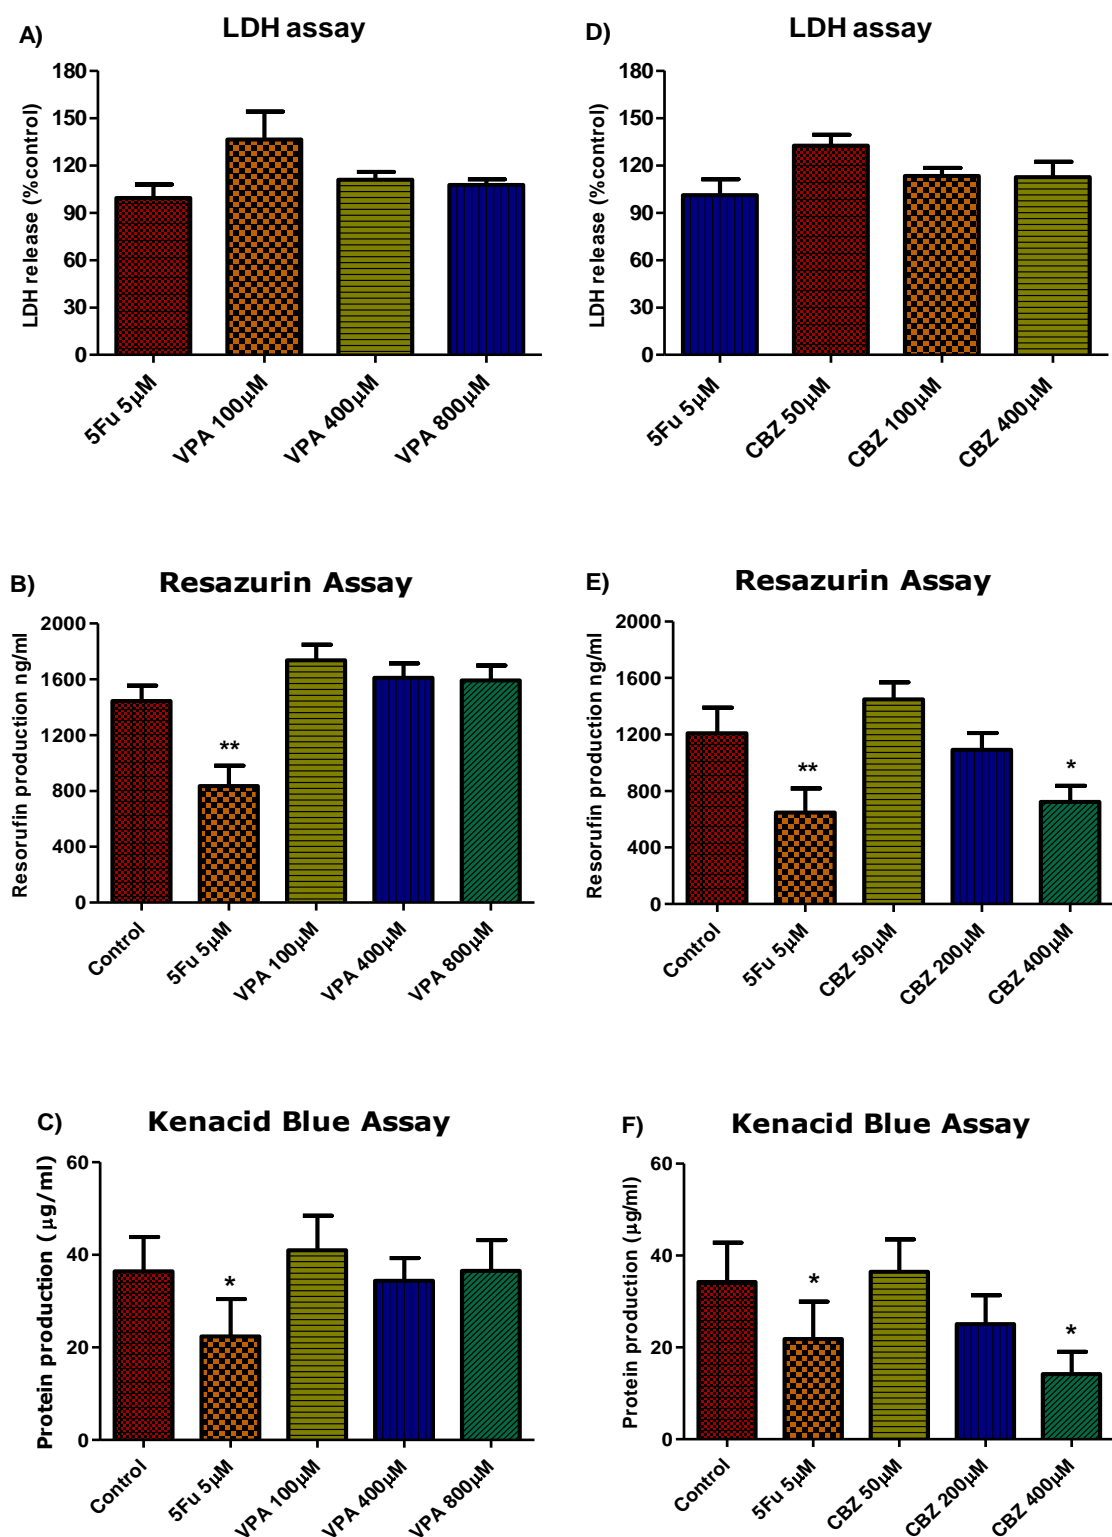 A)
LDH assay
LDH release (%control)
180
150
120
90
60
30
0
5Fu 5μM
VPA 100μM
VPA 400μM
VPA 800μM
D)
LDH assay
LDH release (%control)
180
150
120
90
60
30
0
5Fu 5μM
CBZ 50μM
CBZ 100μM
CBZ 400μM
B)
Resazurin Assay
Resorufin production ng/ml
2000
1600
1200
800
400
0
**
Control
5Fu 5μM
VPA 100μM
VPA 400μM
VPA 800μM
E)
Resazurin Assay
Resorufin production ng/ml
2000
1600
1200
800
400
0
**
*
Control
5Fu 5μM
CBZ 50μM
CBZ 200μM
CBZ 400μM
C)
Kenacid Blue Assay
Protein production (μg/ml)
60
40
20
0
*
Control
5Fu 5μM
VPA 100μM
VPA 400μM
VPA 800μM
F)
Kenacid Blue Assay
Protein production (μg/ml)
60
40
20
0
*
*
Control
5Fu 5μM
CBZ 50μM
CBZ 200μM
CBZ 400μM